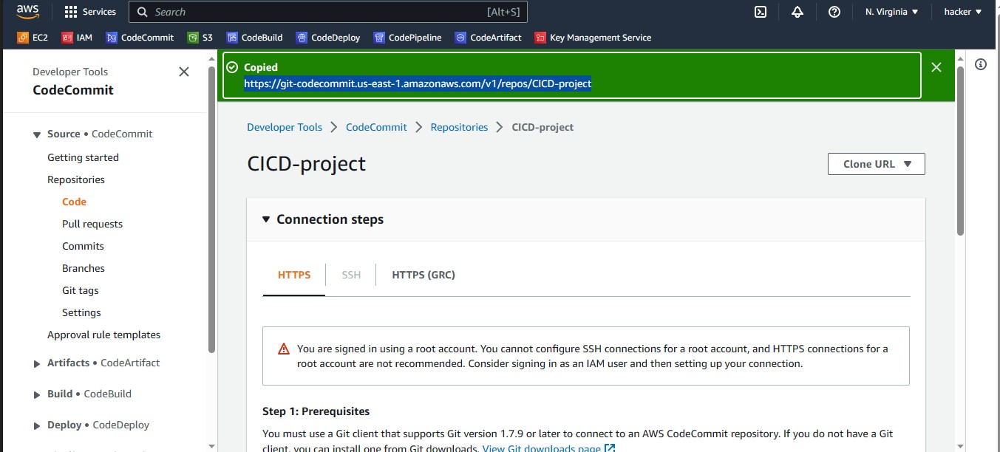 aws
Services
Search
[Alt+S]
N. Virginia
hacker
EC2
IAM
CodeCommit
S3
CodeBuild
CodeDeploy
CodePipeline
CodeArtifact
Key Management Service
Developer Tools
CodeCommit
Source • CodeCommit
Getting started
Repositories
Code
Pull requests
Commits
Branches
Git tags
Settings
Approval rule templates
Artifacts • CodeArtifact
Build • CodeBuild
Deploy • CodeDeploy
Copied
https://git-codecommit.us-east-1.amazonaws.com/v1/repos/CICD-project
Developer Tools
CodeCommit
Repositories
CICD-project
CICD-project
Clone URL
Connection steps
HTTPS
SSH
HTTPS (GRC)
You are signed in using a root account. You cannot configure SSH connections for a root account, and HTTPS connections for a
root account are not recommended. Consider signing in as an IAM user and then setting up your connection.
Step 1: Prerequisites
You must use a Git client that supports Git version 1.7.9 or later to connect to an AWS CodeCommit repository. If you do not have a Git
client, you can install one from Git downloads. View Git downloads page